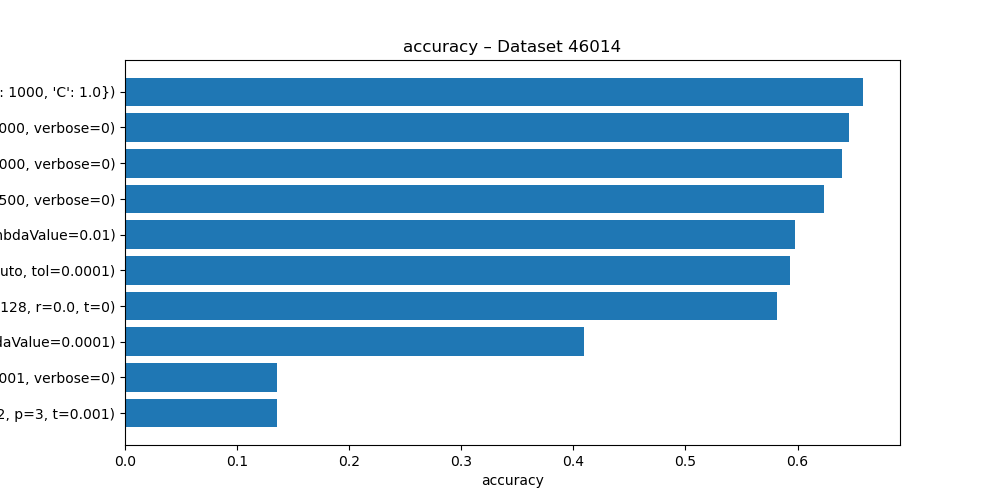 accuracy – Dataset 46014
: 1000, 'C': 1.0})
000, verbose=0)
000, verbose=0)
500, verbose=0)
mbdaValue=0.01)
uto, tol=0.0001)
128, r=0.0, t=0)
daValue=0.0001)
001, verbose=0)
2, p=3, t=0.001)
0.0 0.1 0.2 0.3 0.4 0.5 0.6
accuracy